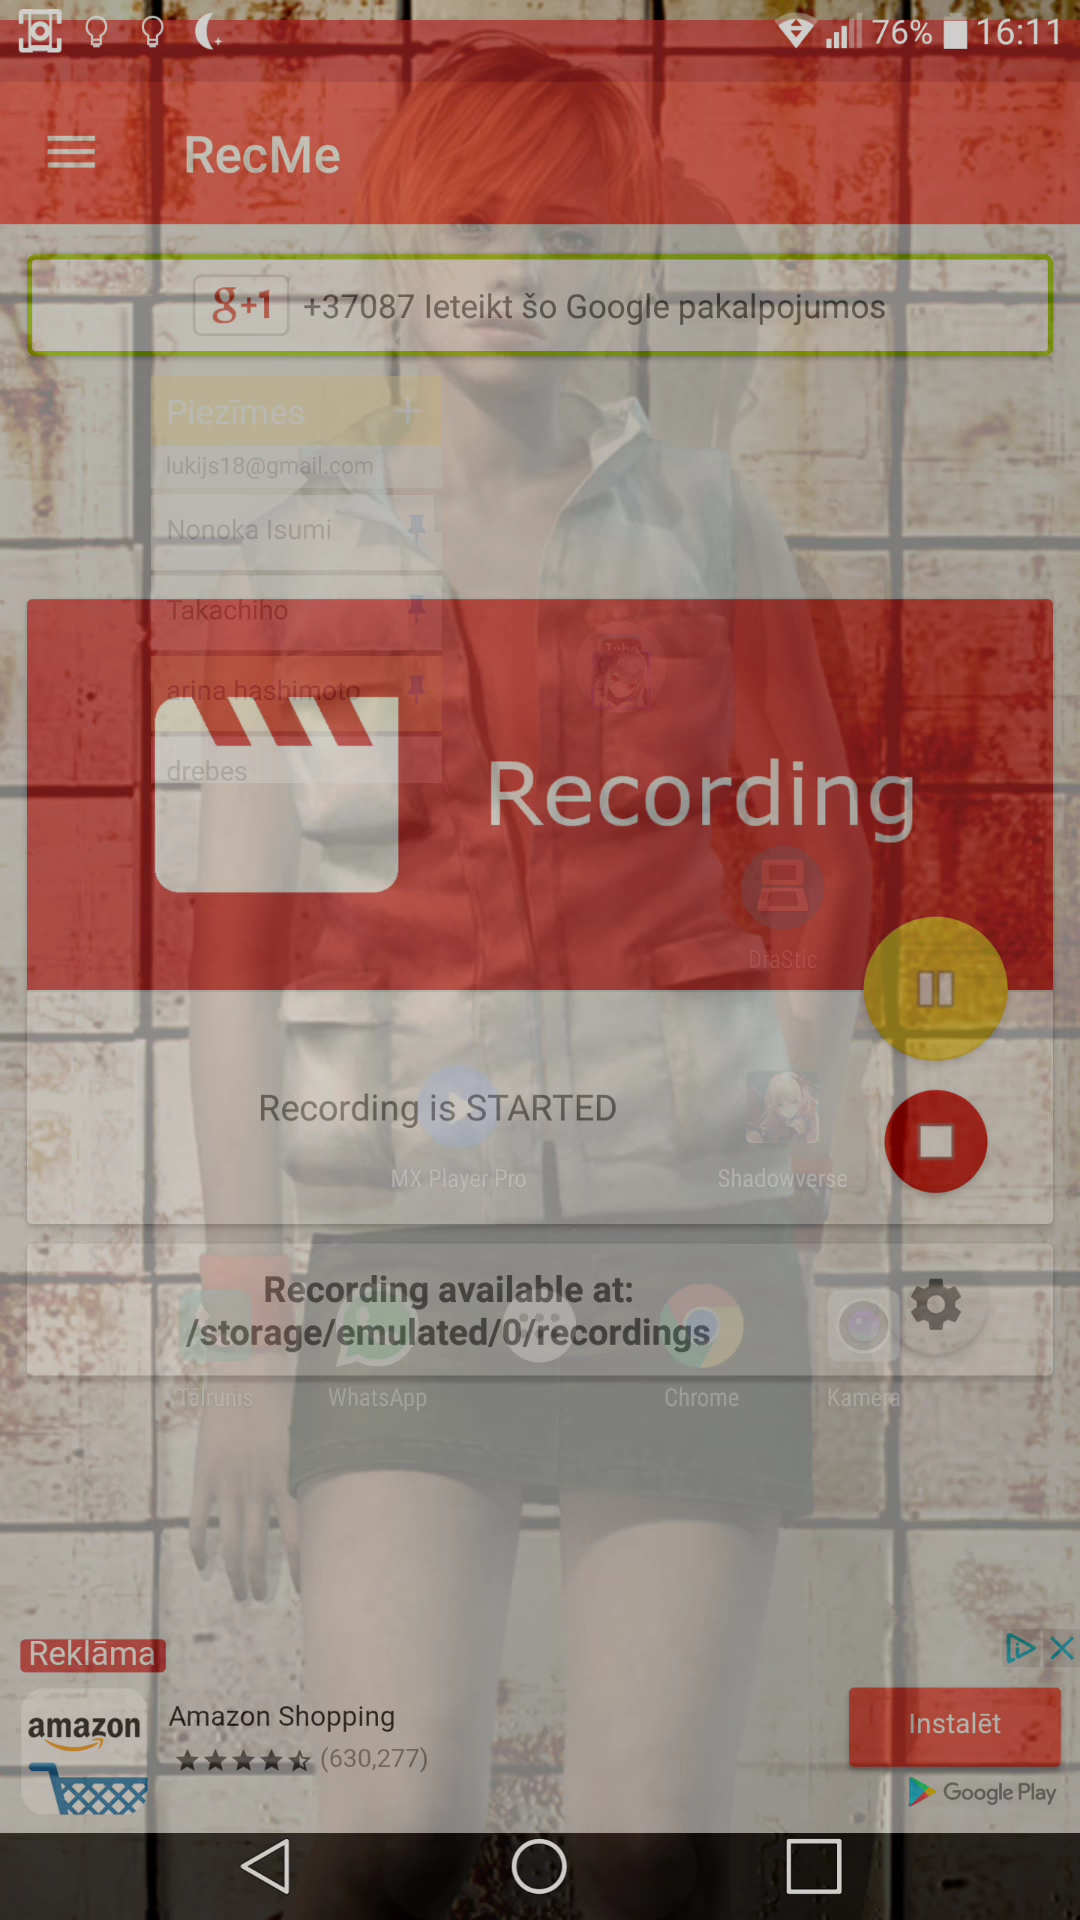 76% 16:11
RecMe
g+1 +37087 Ieteikt šo Google pakalpojumos
Piezīmes +
lukijs18@gmail.com
Nonoka Isumi
Takachiho
arina hashimoto
drebes
Tube
Recording
DraStic
Recording is STARTED
MX Player Pro
Shadowverse
Recording available at:
/storage/emulated/0/recordings
Tālrunis
WhatsApp
Chrome
Kamera
Reklāma
amazon
Amazon Shopping
(630,277)
Instalēt
Google Play